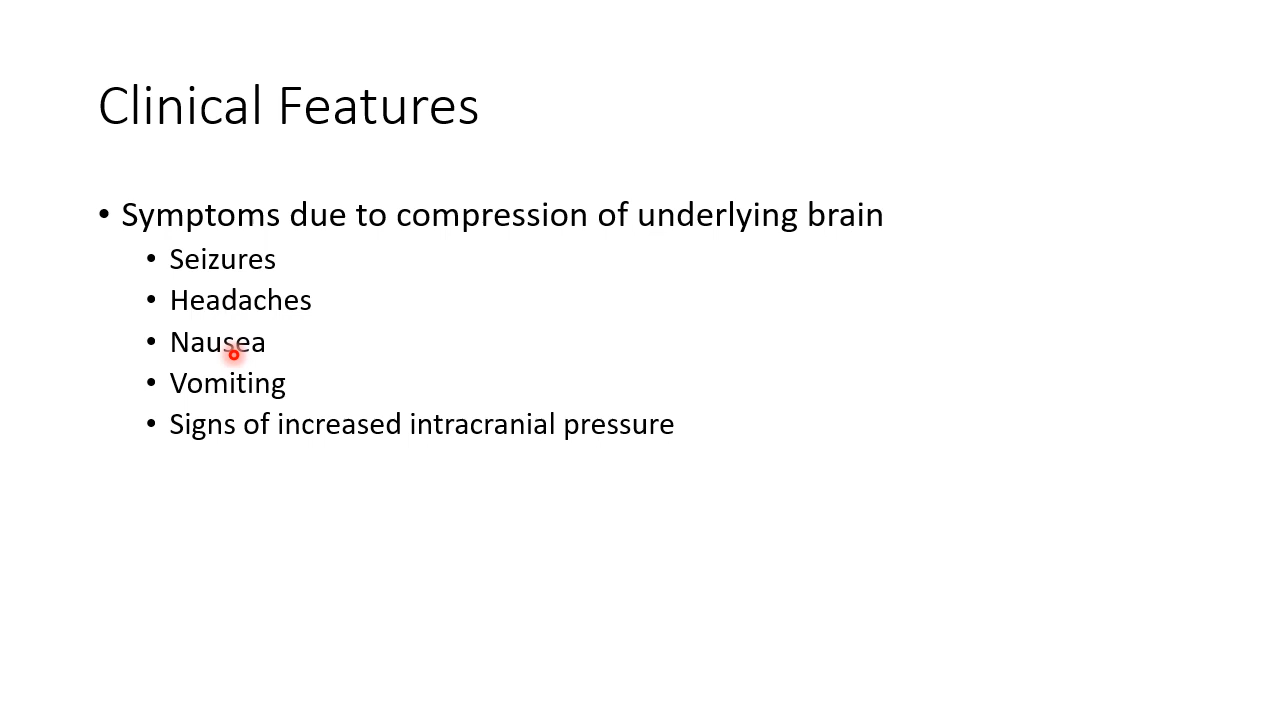 Clinical Features
• Symptoms due to compression of underlying brain
• Seizures
• Headaches
• Nausea
• Vomiting
• Signs of increased intracranial pressure